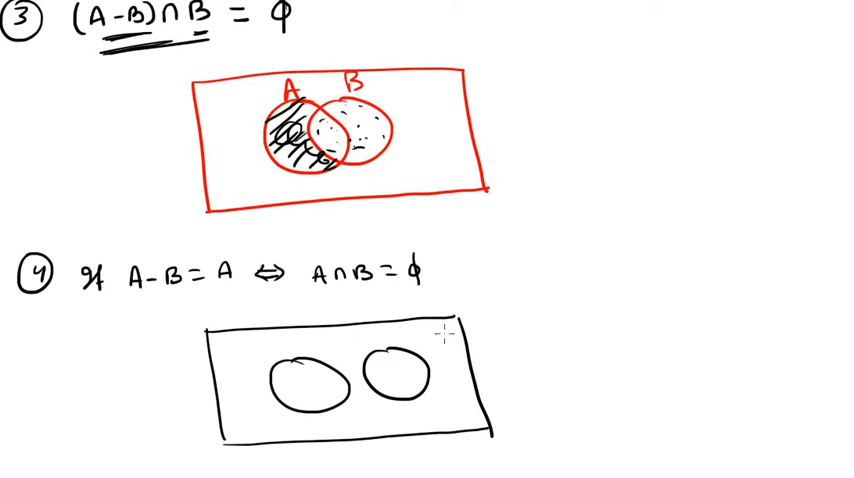 ③ (A-B)∩B = ϕ
A B
④ If A-B = A ⇔ A∩B = ϕ